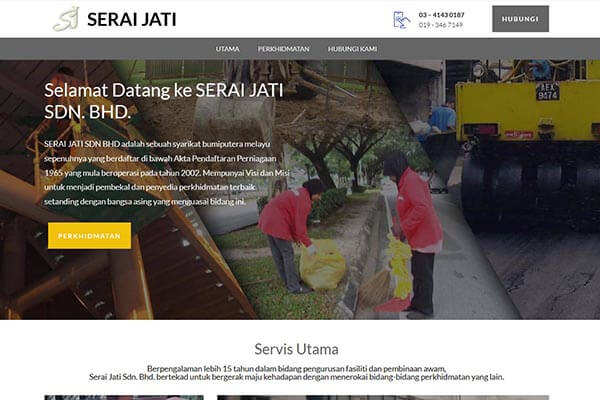 SJ
SERAI JATI
03 - 4143 0187
019 - 346 7149
HUBUNGI
UTAMA PERKHIDMATAN HUBUNGI KAMI
Selamat Datang ke SERAI JATI
SDN. BHD.
SERAI JATI SDN BHD adalah sebuah syarikat bumiputera melayu
sepenuhnya yang berdaftar di bawah Akta Pendaftaran Perniagaan
1965 yang mula beroperasi pada tahun 2002. Mempunyai Visi dan Misi
untuk menjadi pembekal dan penyedia perkhidmatan terbaik
setanding dengan bangsa asing yang menguasai bidang ini.
PERKHIDMATAN
AEX
9474
Servis Utama
Berpengalaman lebih 15 tahun dalam bidang pengurusan fasiliti dan pembinaan awam,
Serai Jati Sdn. Bhd. bertekad untuk bergerak maju kehadapan dengan menerokai bidang-bidang perkhidmatan yang lain.